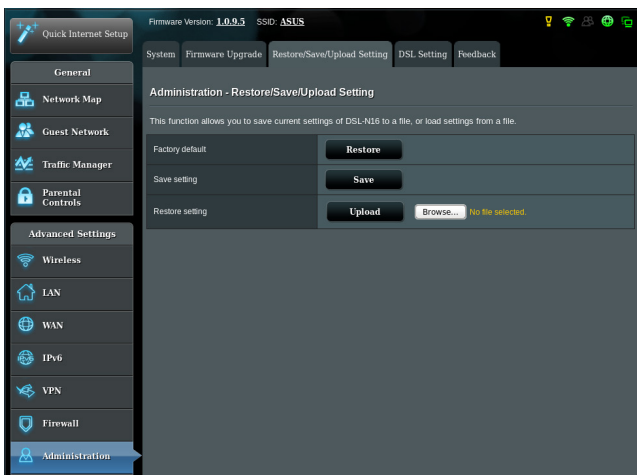 Quick Internet Setup
Firmware Version: 1.0.9.5 SSID: ASUS
System Firmware Upgrade Restore/Save/Upload Setting DSL Setting Feedback
General
Network Map
Guest Network
Traffic Manager
Parental
Controls
Advanced Settings
Wireless
LAN
WAN
IPv6
IPv6
VPN
Firewall
Administration
Administration - Restore/Save/Upload Setting
This function allows you to save current settings of DSL-N16 to a file, or load settings from a file.
Factory default Restore
Save setting Save
Restore setting Upload Browse... No file selected.